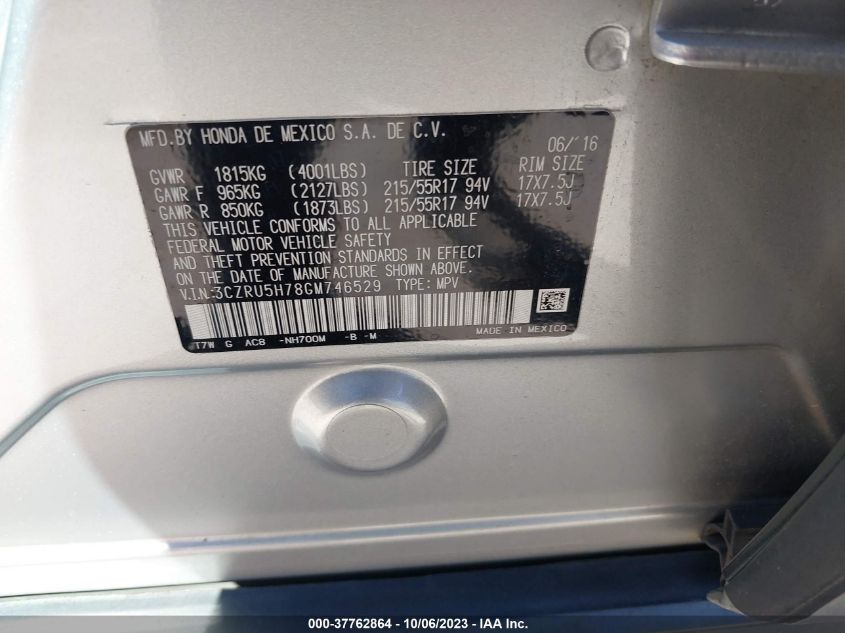 MFD.BY HONDA DE MEXICO S.A. DE C.V.
06/'16
GVWR 1815KG (4001LBS) TIRE SIZE RIM SIZE
GAWR F 965KG (2127LBS) 215/55R17 94V 17X7.5J
GAWR R 850KG (1873LBS) 215/55R17 94V 17X7.5J
THIS VEHICLE CONFORMS TO ALL APPLICABLE
FEDERAL MOTOR VEHICLE SAFETY
AND THEFT PREVENTION STANDARDS IN EFFECT
ON THE DATE OF MANUFACTURE SHOWN ABOVE.
V.I.N:3CZRU5H78GM746529 TYPE: MPV
T7W G AC8 -NH700M -B -M
MADE IN MEXICO
000-37762864 - 10/06/2023 - IAA Inc.